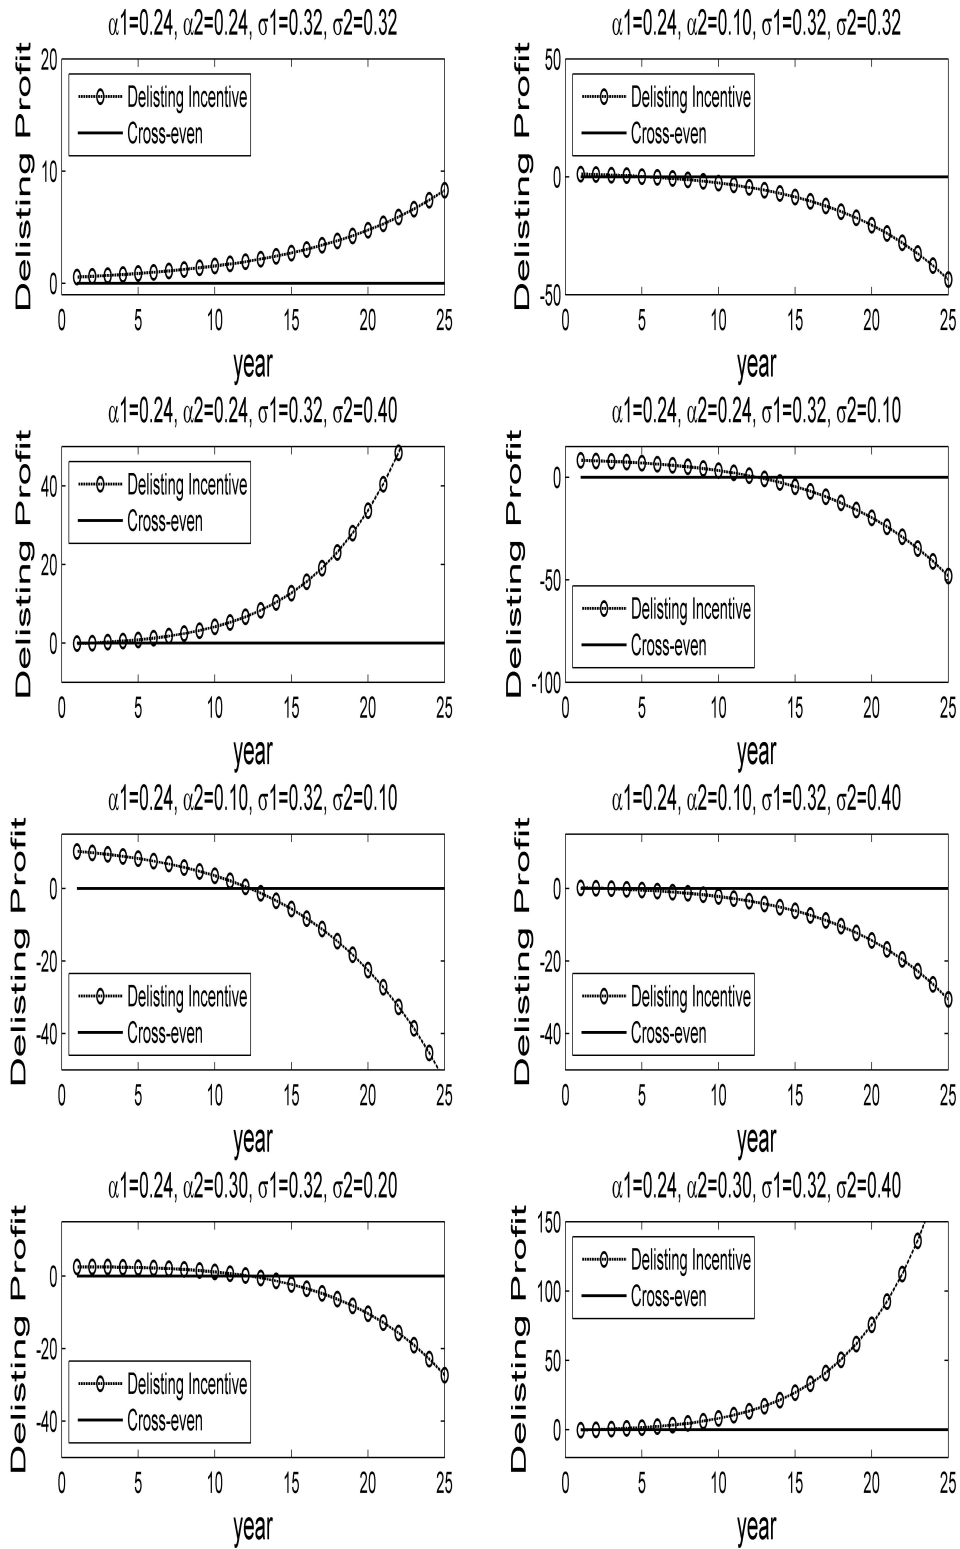 α1=0.24, α2=0.24, σ1=0.32, σ2=0.32
Delisting Profit
20
10
0
Delisting Incentive
Cross-even
0 5 10 15 20 25
year
α1=0.24, α2=0.10, σ1=0.32, σ2=0.32
Delisting Profit
50
0
-50
Delisting Incentive
Cross-even
0 5 10 15 20 25
year
α1=0.24, α2=0.24, σ1=0.32, σ2=0.40
Delisting Profit
40
20
0
Delisting Incentive
Cross-even
0 5 10 15 20 25
year
α1=0.24, α2=0.24, σ1=0.32, σ2=0.10
Delisting Profit
0
-50
-100
Delisting Incentive
Cross-even
0 5 10 15 20 25
year
α1=0.24, α2=0.10, σ1=0.32, σ2=0.10
Delisting Profit
0
-20
-40
Delisting Incentive
Cross-even
0 5 10 15 20 25
year
α1=0.24, α2=0.10, σ1=0.32, σ2=0.40
Delisting Profit
0
-20
-40
Delisting Incentive
Cross-even
0 5 10 15 20 25
year
α1=0.24, α2=0.30, σ1=0.32, σ2=0.20
Delisting Profit
0
-20
-40
Delisting Incentive
Cross-even
0 5 10 15 20 25
year
α1=0.24, α2=0.30, σ1=0.32, σ2=0.40
Delisting Profit
150
100
50
0
Delisting Incentive
Cross-even
0 5 10 15 20 25
year